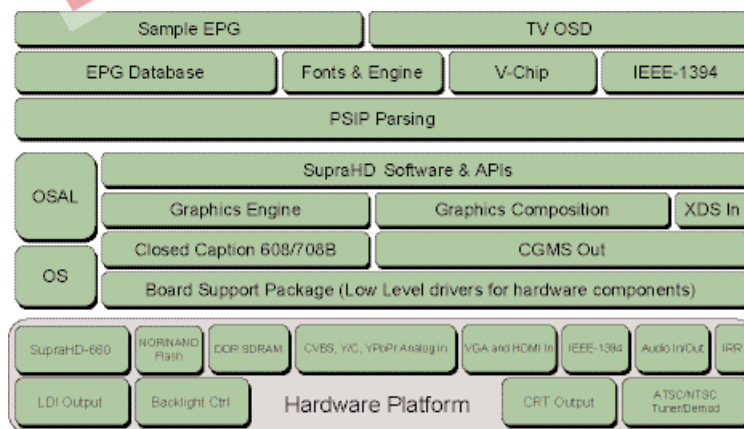 Sample EPG
TV OSD
EPG Database
Fonts & Engine
V-Chip
IEEE-1394
PSIP Parsing
OSAL
SupraHD Software & APIs
Graphics Engine
Graphics Composition
XDS In
OS
Closed Caption 608/708B
CGMS Out
Board Support Package (Low Level drivers for hardware components)
SupraHD-660
NOR/NAND
Flash
DDR SDRAM
CVBS, Y/C, YPbPr Analog in
VGA and HDMI In
IEEE-1394
Audio In/Out
IRR
LDI Output
Backlight Ctrl
Hardware Platform
CRT Output
ATSC/NTSC
Tuner/Demod